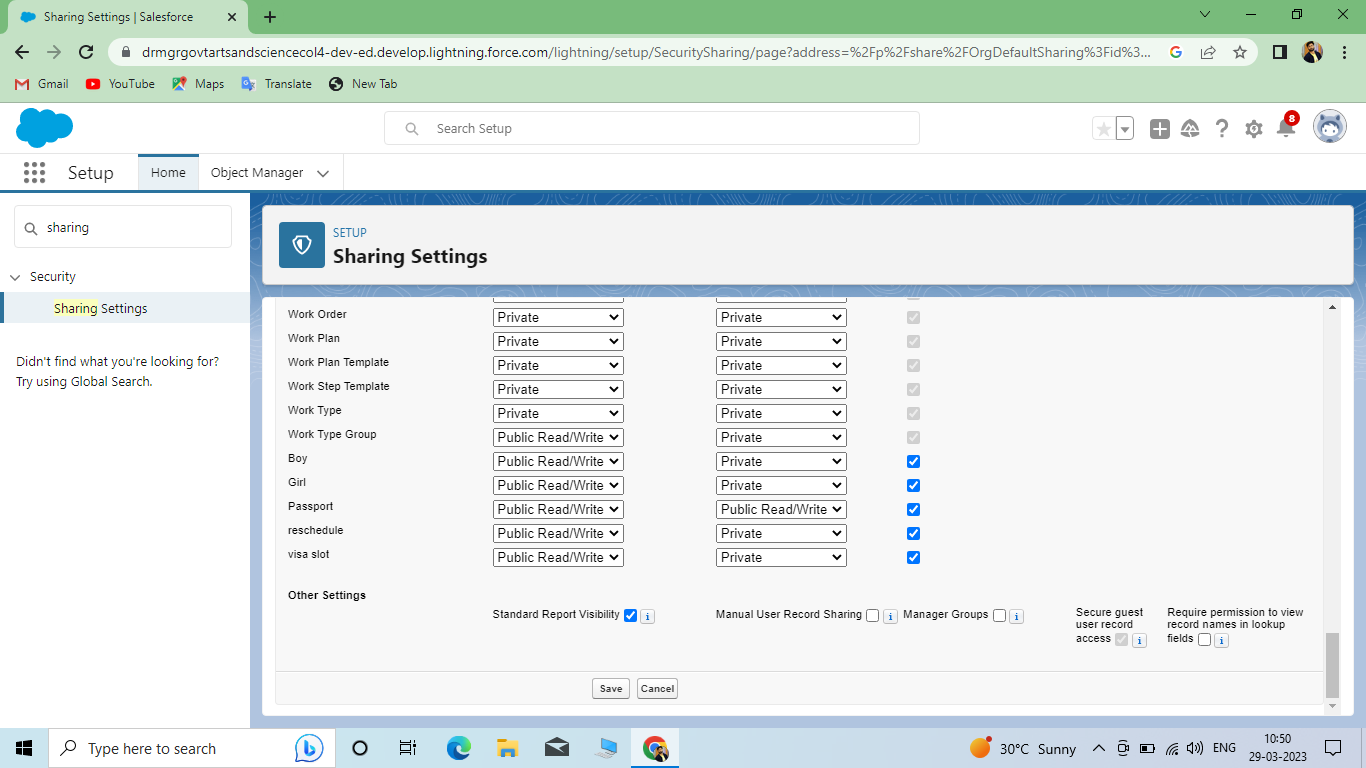 Sharing Settings | Salesforce
drmgrgovtartsandsciencecol4-dev-ed.develop.lightning.force.com/lightning/setup/SecuritySharing/page?address=%2Fp%2Fshare%2FOrgDefaultSharing%3Fid%3...
Gmail YouTube Maps Translate New Tab
Search Setup
8
Setup Home Object Manager
sharing
Security
Sharing Settings
Didn't find what you're looking for?
Try using Global Search.
SETUP
Sharing Settings
Work Order Private Private
Work Plan Private Private
Work Plan Template Private Private
Work Step Template Private Private
Work Type Private Private
Work Type Group Public Read/Write Private
Boy Public Read/Write Private
Girl Public Read/Write Private
Passport Public Read/Write Public Read/Write
reschedule Public Read/Write Private
visa slot Public Read/Write Private
Other Settings
Standard Report Visibility i Manual User Record Sharing i Manager Groups i
Secure guest
user record
access i
Require permission to view
record names in lookup
fields i
Save Cancel
Type here to search
30°C Sunny
ENG
10:50
29-03-2023